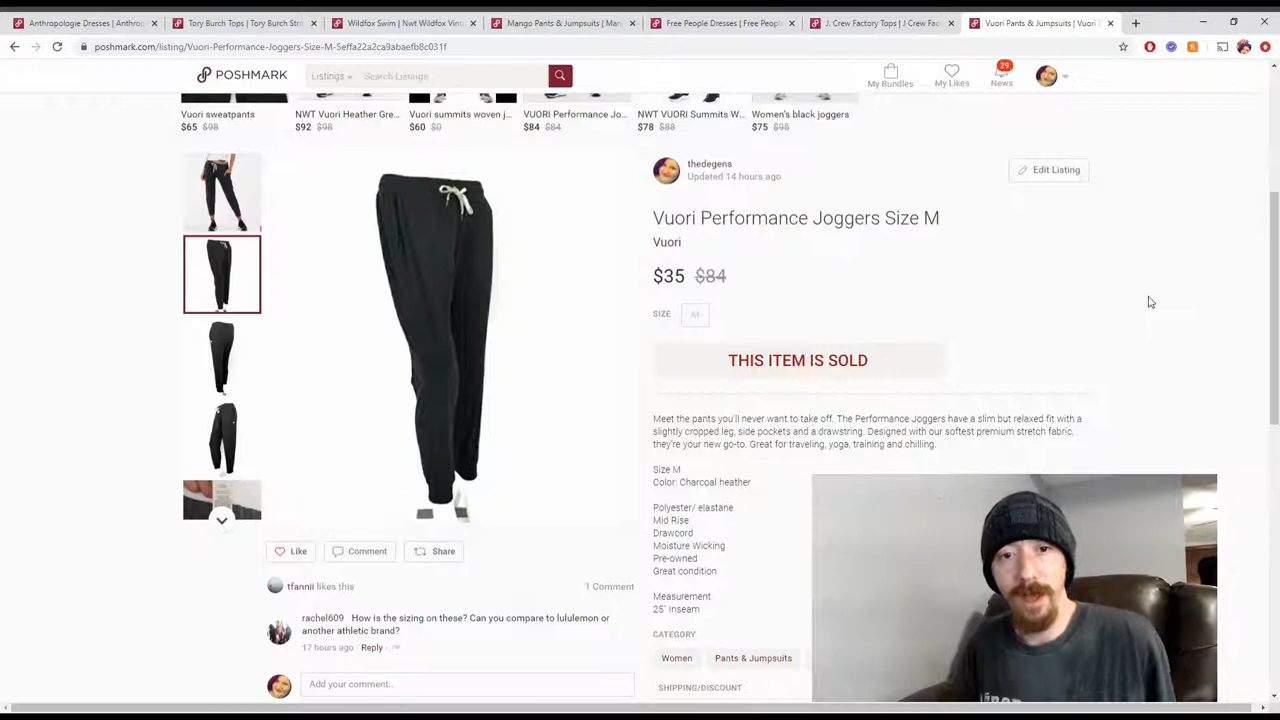 Anthropologie Dresses | Anthrop
Tory Burch Tops | Tory Burch Str
Wildfox Swim | Nwt Wildfox Vin
Mango Pants & Jumpsuits | Man
Free People Dresses | Free People
J. Crew Factory Tops | J Crew Fac
Vuori Pants & Jumpsuits | Vuori
poshmark.com/listing/Vuori-Performance-Joggers-Size-M-5effa22a2ca9abaefb8c031f
POSHMARK
Listings
Search Listings
My Bundles
My Likes
29
News
Vuori sweatpants
$65 $98
NWT Vuori Heather Gre...
$92 $98
Vuori summits woven j...
$60 $0
VUORI Performance Jo...
$84 $84
NWT VUORI Summits W...
$78 $88
Women's black joggers
$75 $95
thedegens
Updated 14 hours ago
Edit Listing
Vuori Performance Joggers Size M
Vuori
$35 $84
SIZE
M
THIS ITEM IS SOLD
Meet the pants you'll never want to take off. The Performance Joggers have a slim but relaxed fit with a
slightly cropped leg, side pockets and a drawstring. Designed with our softest premium stretch fabric,
they're your new go-to. Great for traveling, yoga, training and chilling.
Size M
Color: Charcoal heather
Polyester/ elastane
Mid Rise
Drawcord
Moisture Wicking
Pre-owned
Great condition
Measurement
25" Inseam
CATEGORY
Women
Pants & Jumpsuits
SHIPPING/DISCOUNT
Like
Comment
Share
tfannii likes this
1 Comment
rachel609 How is the sizing on these? Can you compare to lululemon or
another athletic brand?
17 hours ago · Reply
Add your comment..